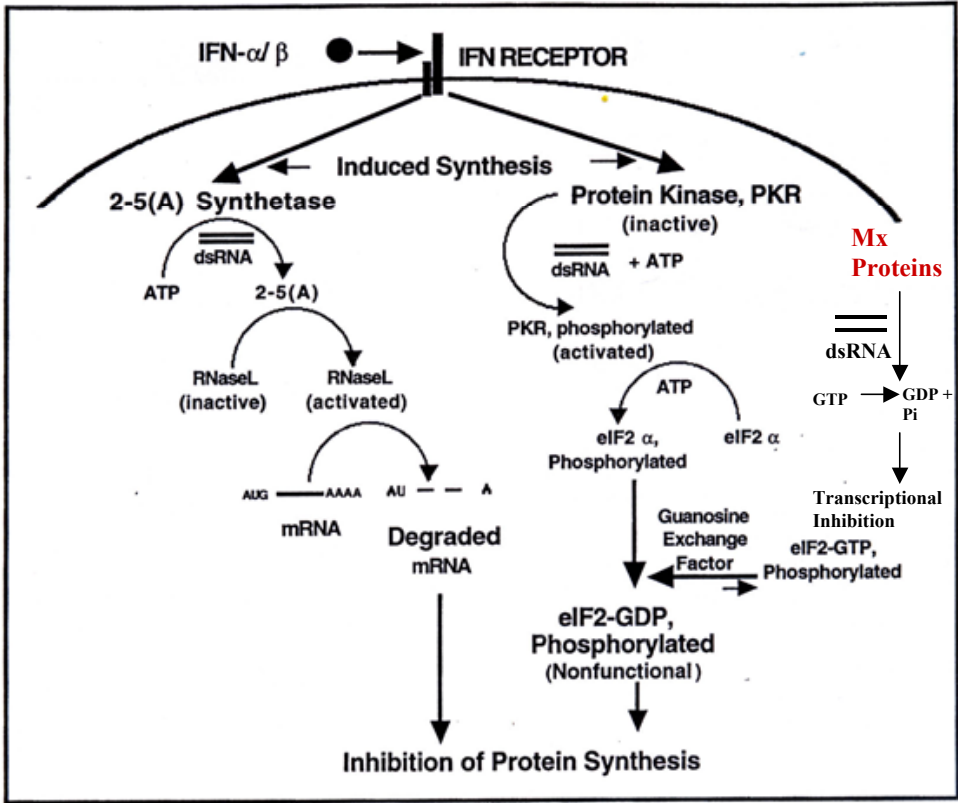 IFN-α/ β
IFN RECEPTOR
Induced Synthesis
2-5(A) Synthetase
dsRNA
ATP
2-5(A)
RNaseL
(inactive)
RNaseL
(activated)
AUG
AAAA
mRNA
AU
A
Degraded
mRNA
Protein Kinase, PKR
(inactive)
dsRNA + ATP
PKR, phosphorylated
(activated)
ATP
eIF2 α,
Phosphorylated
eIF2 α
Guanosine
Exchange
Factor
eIF2-GTP,
Phosphorylated
eIF2-GDP,
Phosphorylated
(Nonfunctional)
Mx
Proteins
dsRNA
GTP
GDP +
Pi
Transcriptional
Inhibition
Inhibition of Protein Synthesis